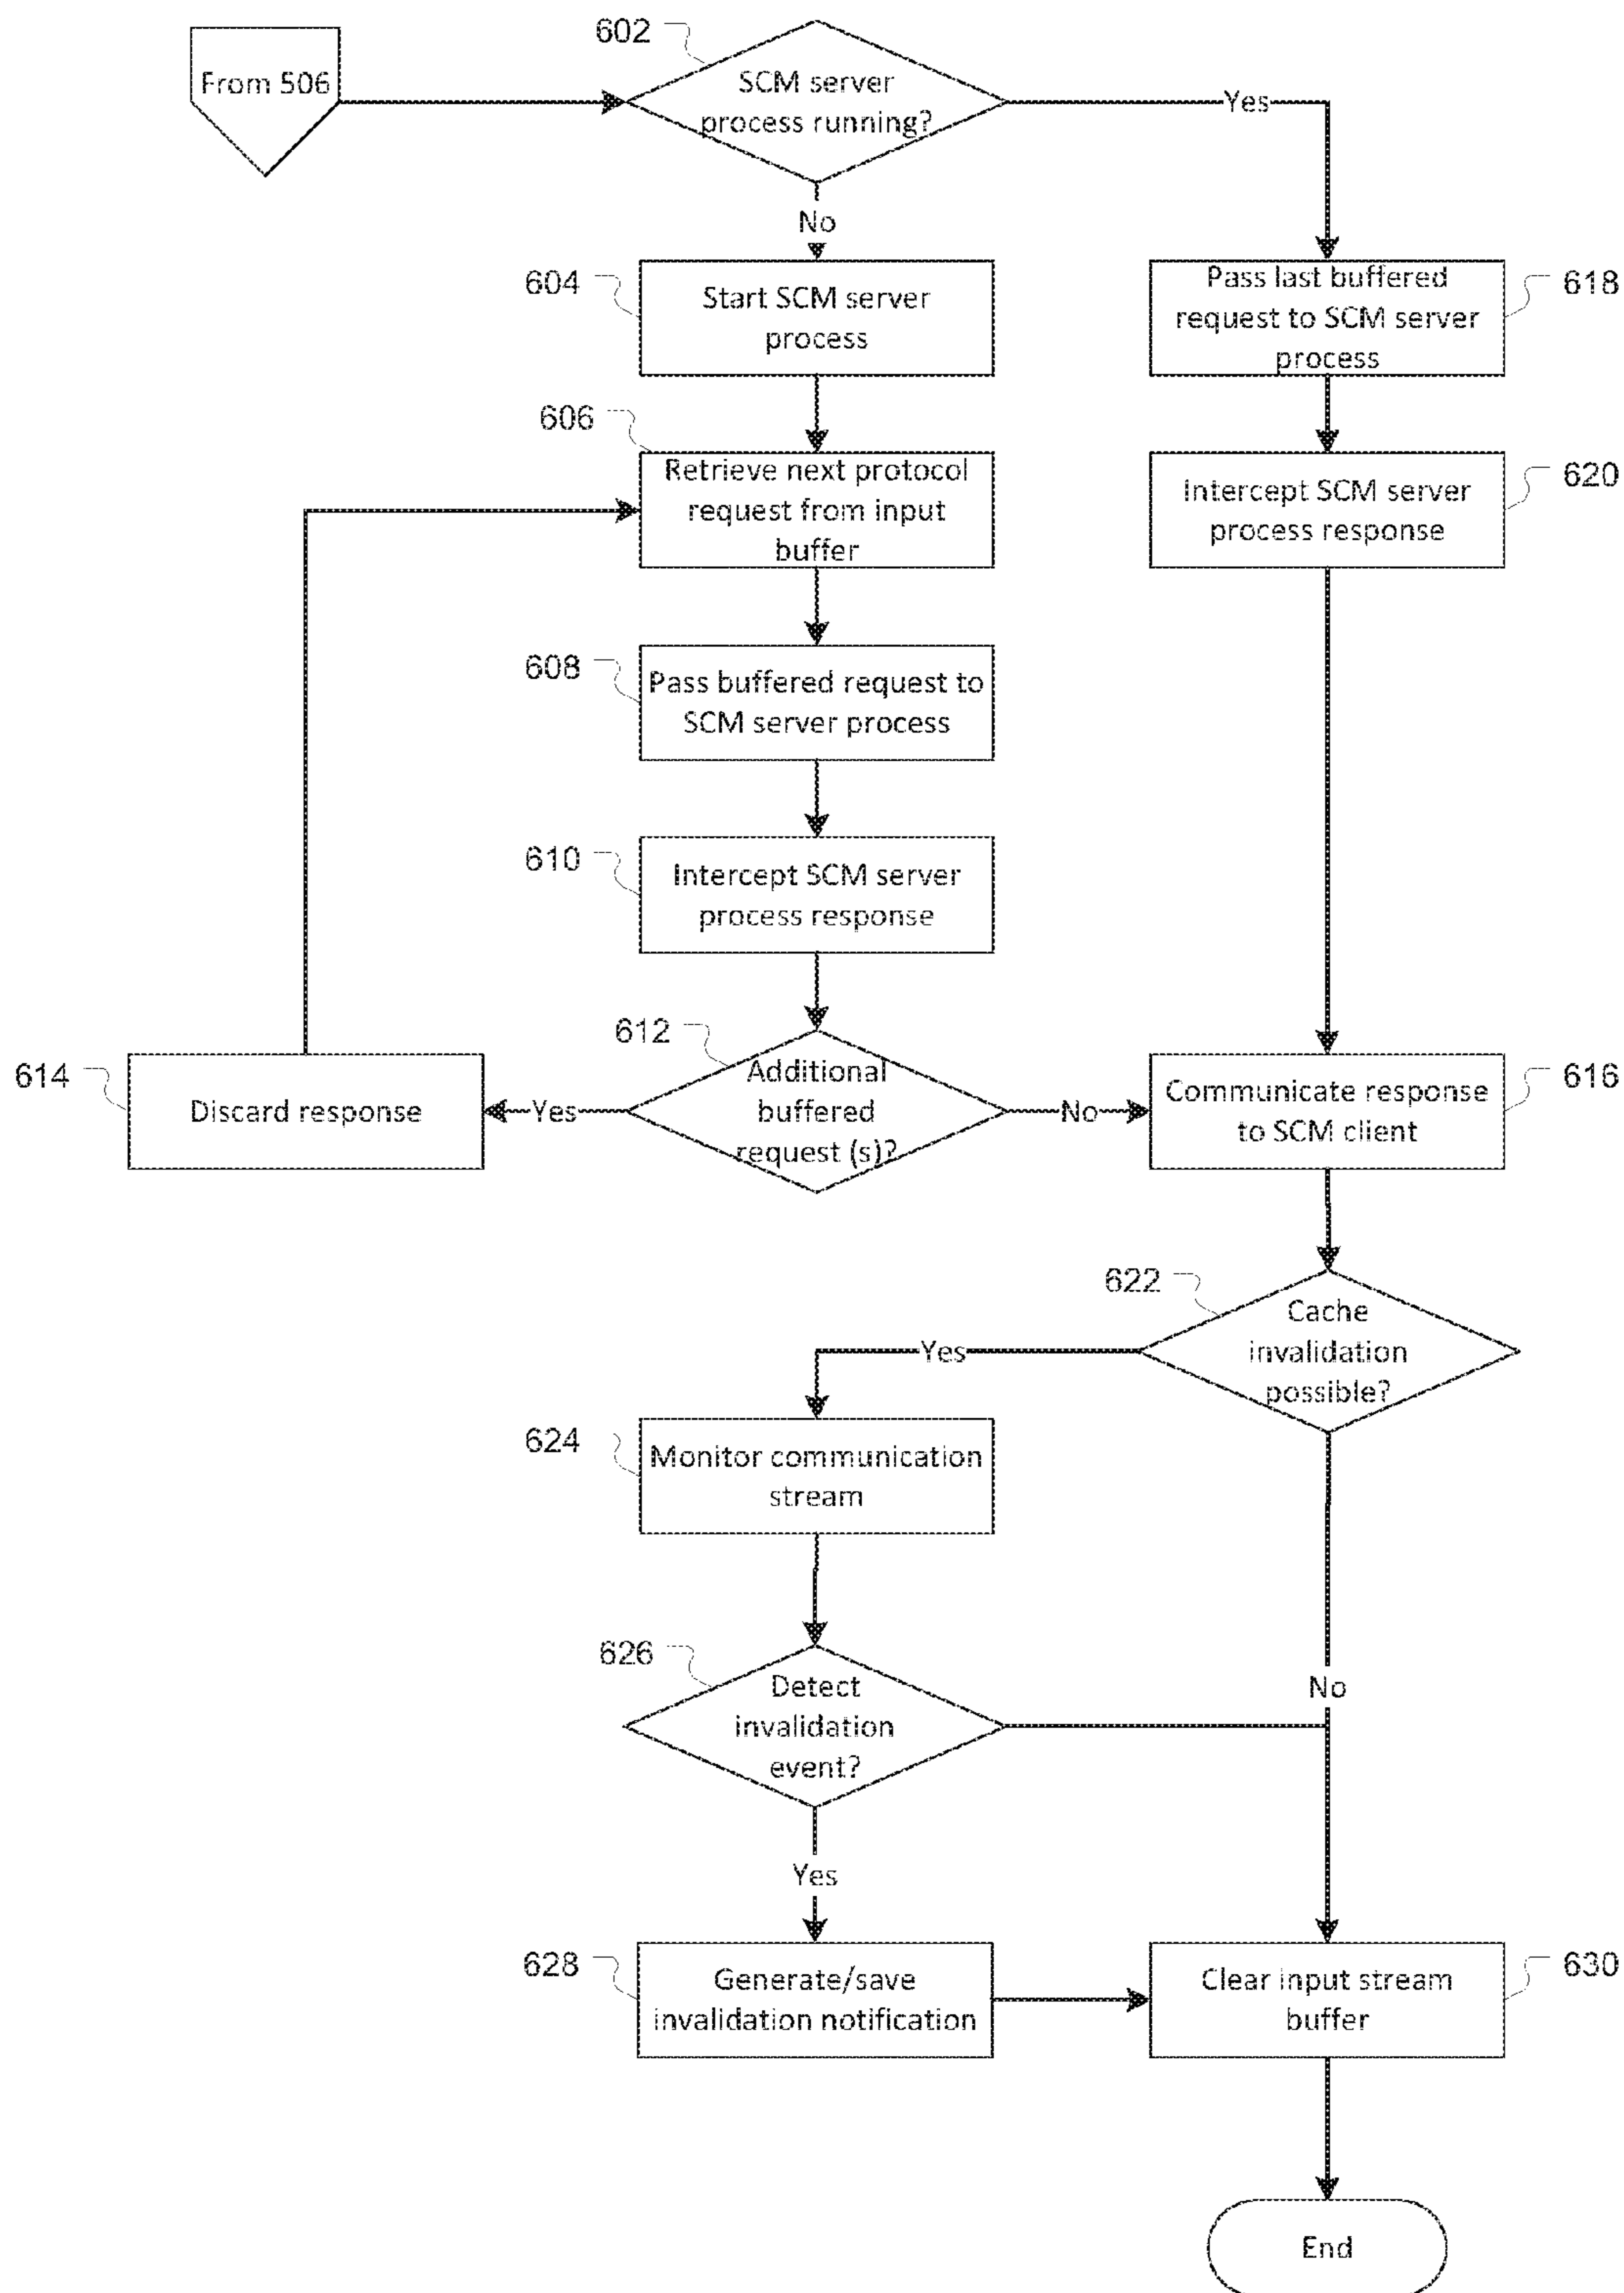 602
From 506
SCM server
process running?
Yes
No
604
Start SCM server
process
Pass last buffered
request to SCM server
process
618
606
Retrieve next protocol
request from input
buffer
Intercept SCM server
process response
620
608
Pass buffered request to
SCM server process
610
Intercept SCM server
process response
612
Additional
buffered
request (s)?
614
Discard response
Yes
No
Communicate response
to SCM client
616
622
Cache
invalidation
possible?
Yes
624
Monitor communication
stream
626
Detect
invalidation
event?
No
Yes
628
Generate/save
invalidation notification
Clear input stream
buffer
630
End